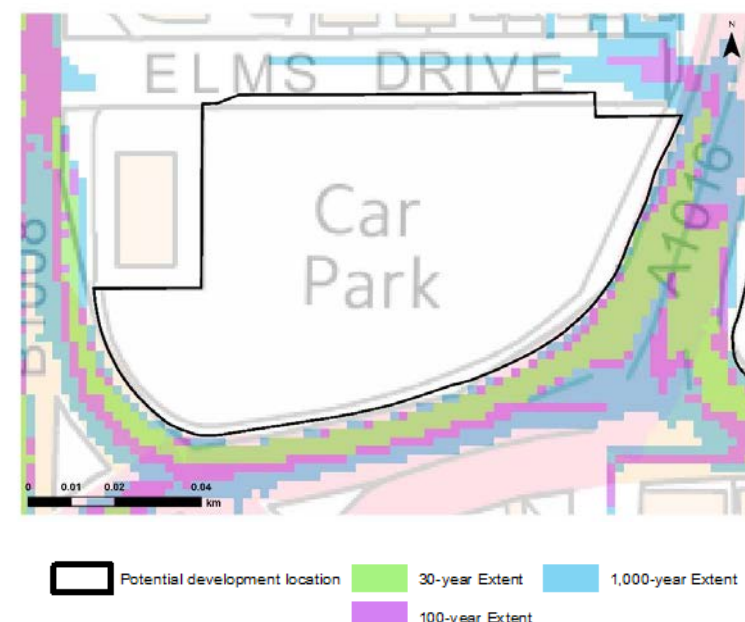 N
ELMS DRIVE
A1016
B1008
Car
Park
0 0.01 0.02 0.04
km
Potential development location
30-year Extent
1,000-year Extent
100-year Extent